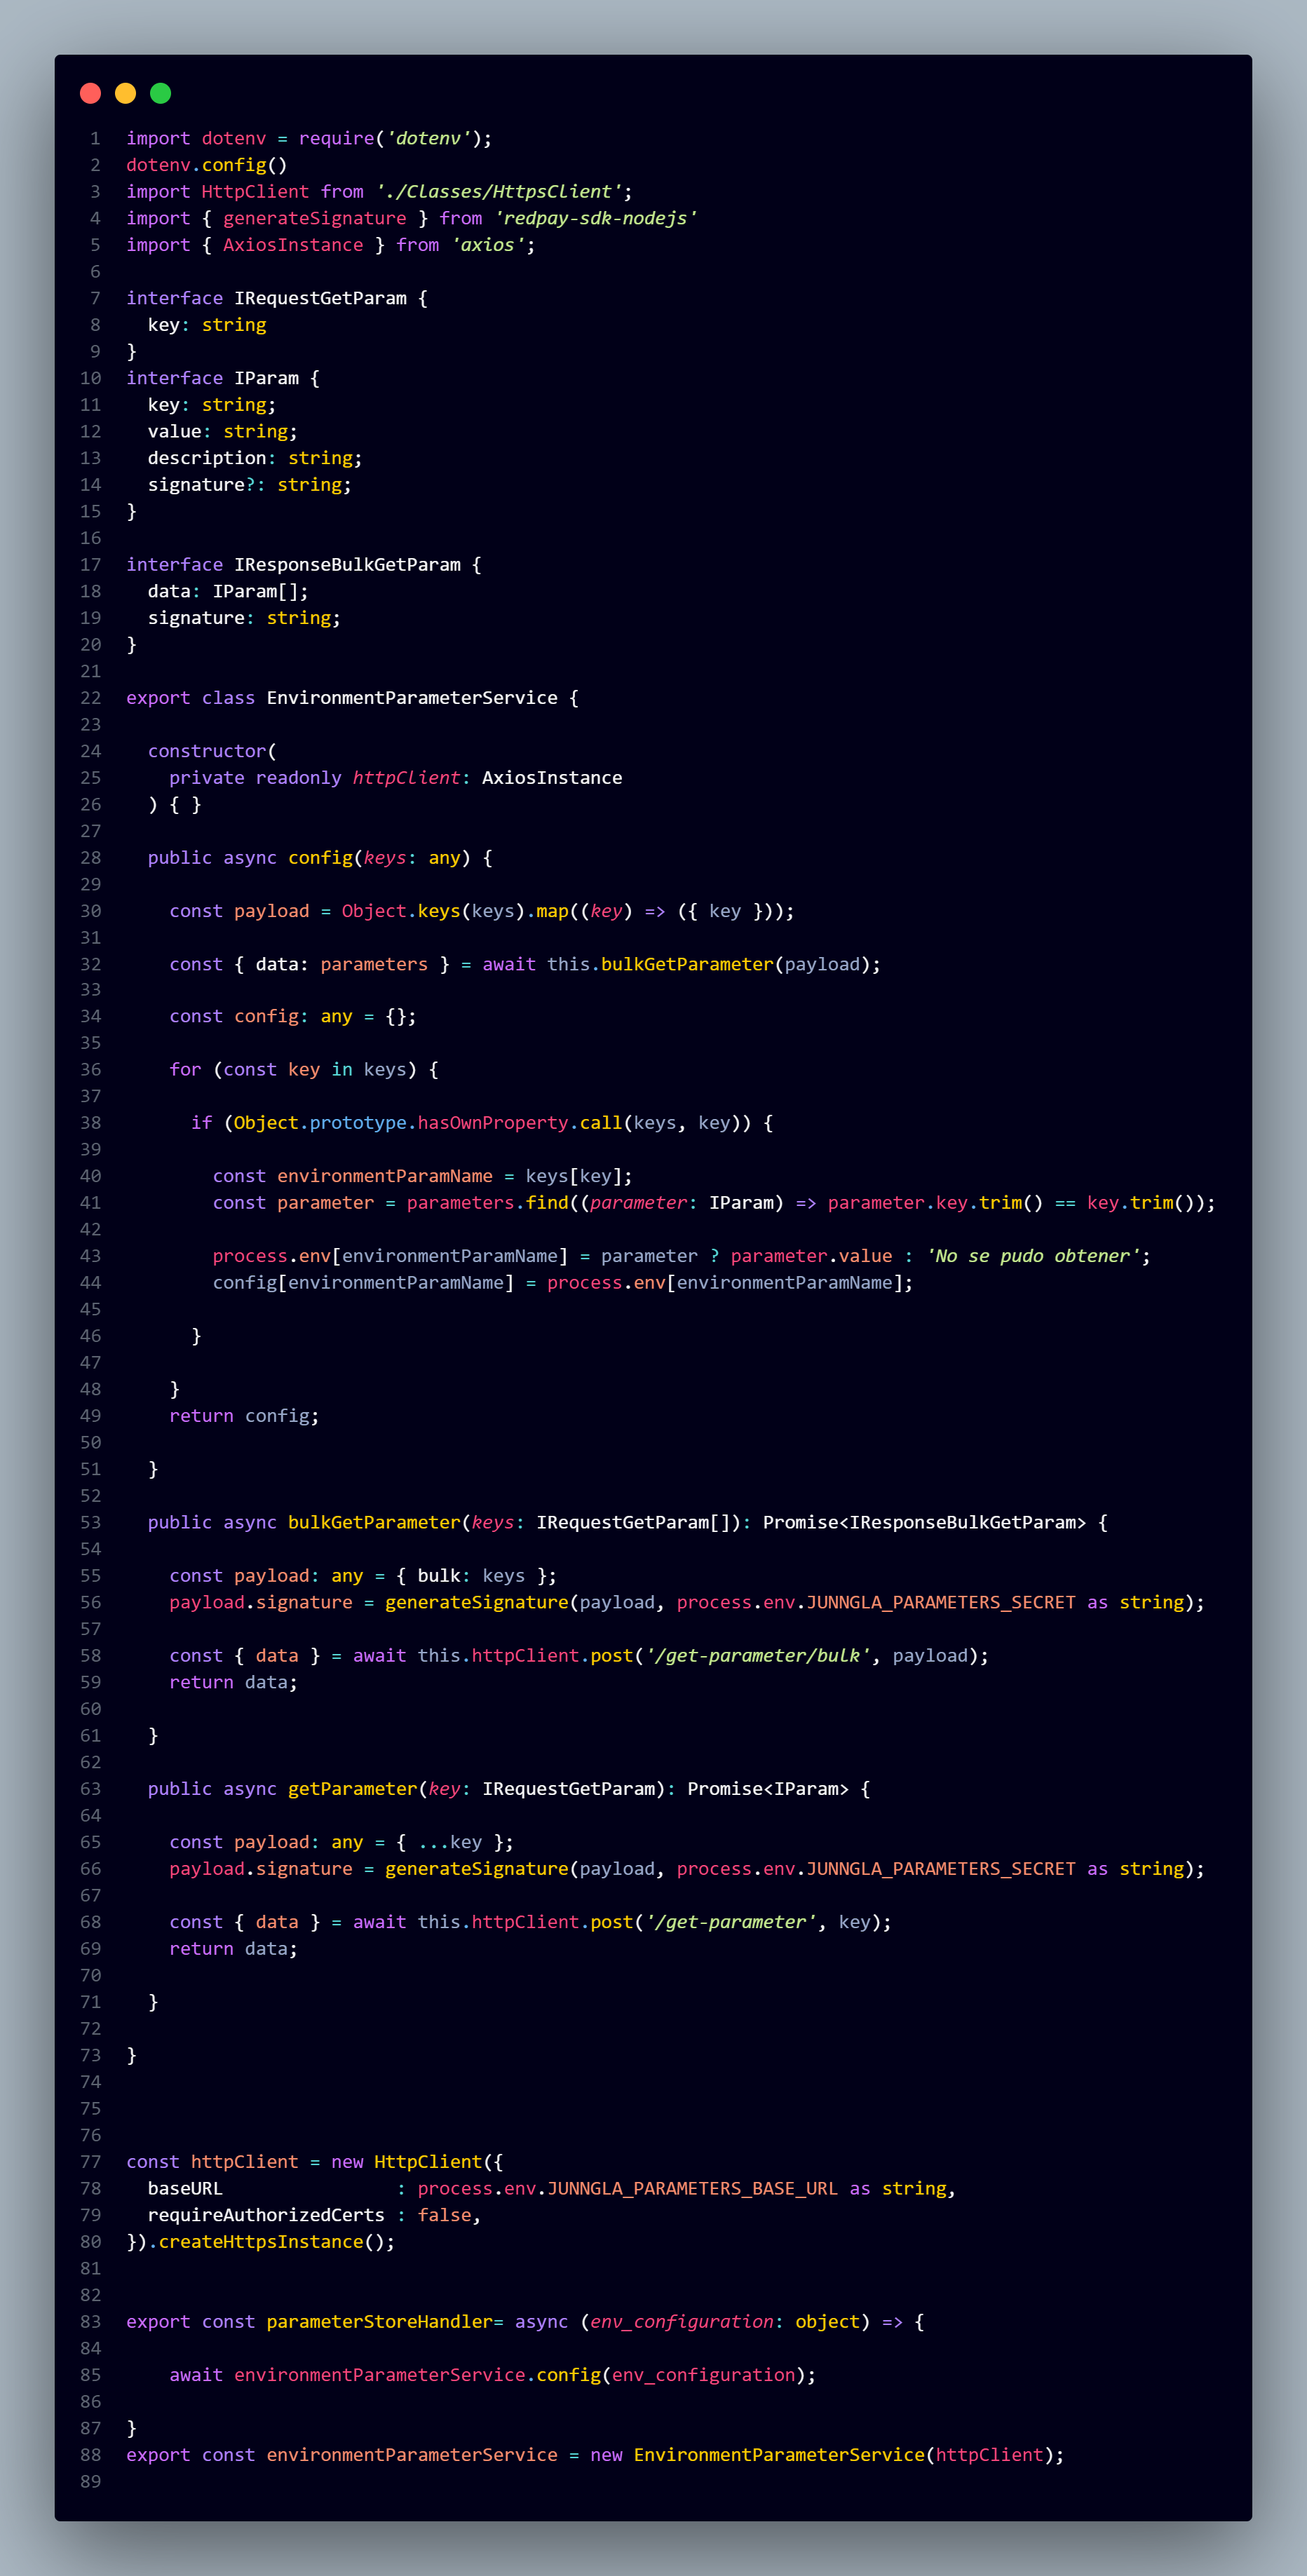 1 import dotenv = require('dotenv');
2 dotenv.config()
3 import HttpClient from './Classes/HttpsClient';
4 import { generateSignature } from 'redpay-sdk-nodejs'
5 import { AxiosInstance } from 'axios';
6
7 interface IRequestGetParam {
8   key: string
9 }
10 interface IParam {
11   key: string;
12   value: string;
13   description: string;
14   signature?: string;
15 }
16
17 interface IResponseBulkGetParam {
18   data: IParam[];
19   signature: string;
20 }
21
22 export class EnvironmentParameterService {
23
24   constructor(
25     private readonly httpClient: AxiosInstance
26   ) { }
27
28   public async config(keys: any) {
29
30     const payload = Object.keys(keys).map((key) => ({ key }));
31
32     const { data: parameters } = await this.bulkGetParameter(payload);
33
34     const config: any = {};
35
36     for (const key in keys) {
37
38       if (Object.prototype.hasOwnProperty.call(keys, key)) {
39
40         const environmentParamName = keys[key];
41         const parameter = parameters.find((parameter: IParam) => parameter.key.trim() == key.trim());
42
43         process.env[environmentParamName] = parameter ? parameter.value : 'No se pudo obtener';
44         config[environmentParamName] = process.env[environmentParamName];
45
46       }
47
48     }
49     return config;
50
51   }
52
53   public async bulkGetParameter(keys: IRequestGetParam[]): Promise<IResponseBulkGetParam> {
54
55     const payload: any = { bulk: keys };
56     payload.signature = generateSignature(payload, process.env.JUNNGLA_PARAMETERS_SECRET as string);
57
58     const { data } = await this.httpClient.post('/get-parameter/bulk', payload);
59     return data;
60
61   }
62
63   public async getParameter(key: IRequestGetParam): Promise<IParam> {
64
65     const payload: any = { ...key };
66     payload.signature = generateSignature(payload, process.env.JUNNGLA_PARAMETERS_SECRET as string);
67
68     const { data } = await this.httpClient.post('/get-parameter', key);
69     return data;
70
71   }
72
73 }
74
75
76
77 const httpClient = new HttpClient({
78   baseURL                : process.env.JUNNGLA_PARAMETERS_BASE_URL as string,
79   requireAuthorizedCerts : false,
80 }).createHttpsInstance();
81
82
83 export const parameterStoreHandler= async (env_configuration: object) => {
84
85     await environmentParameterService.config(env_configuration);
86
87 }
88 export const environmentParameterService = new EnvironmentParameterService(httpClient);
89